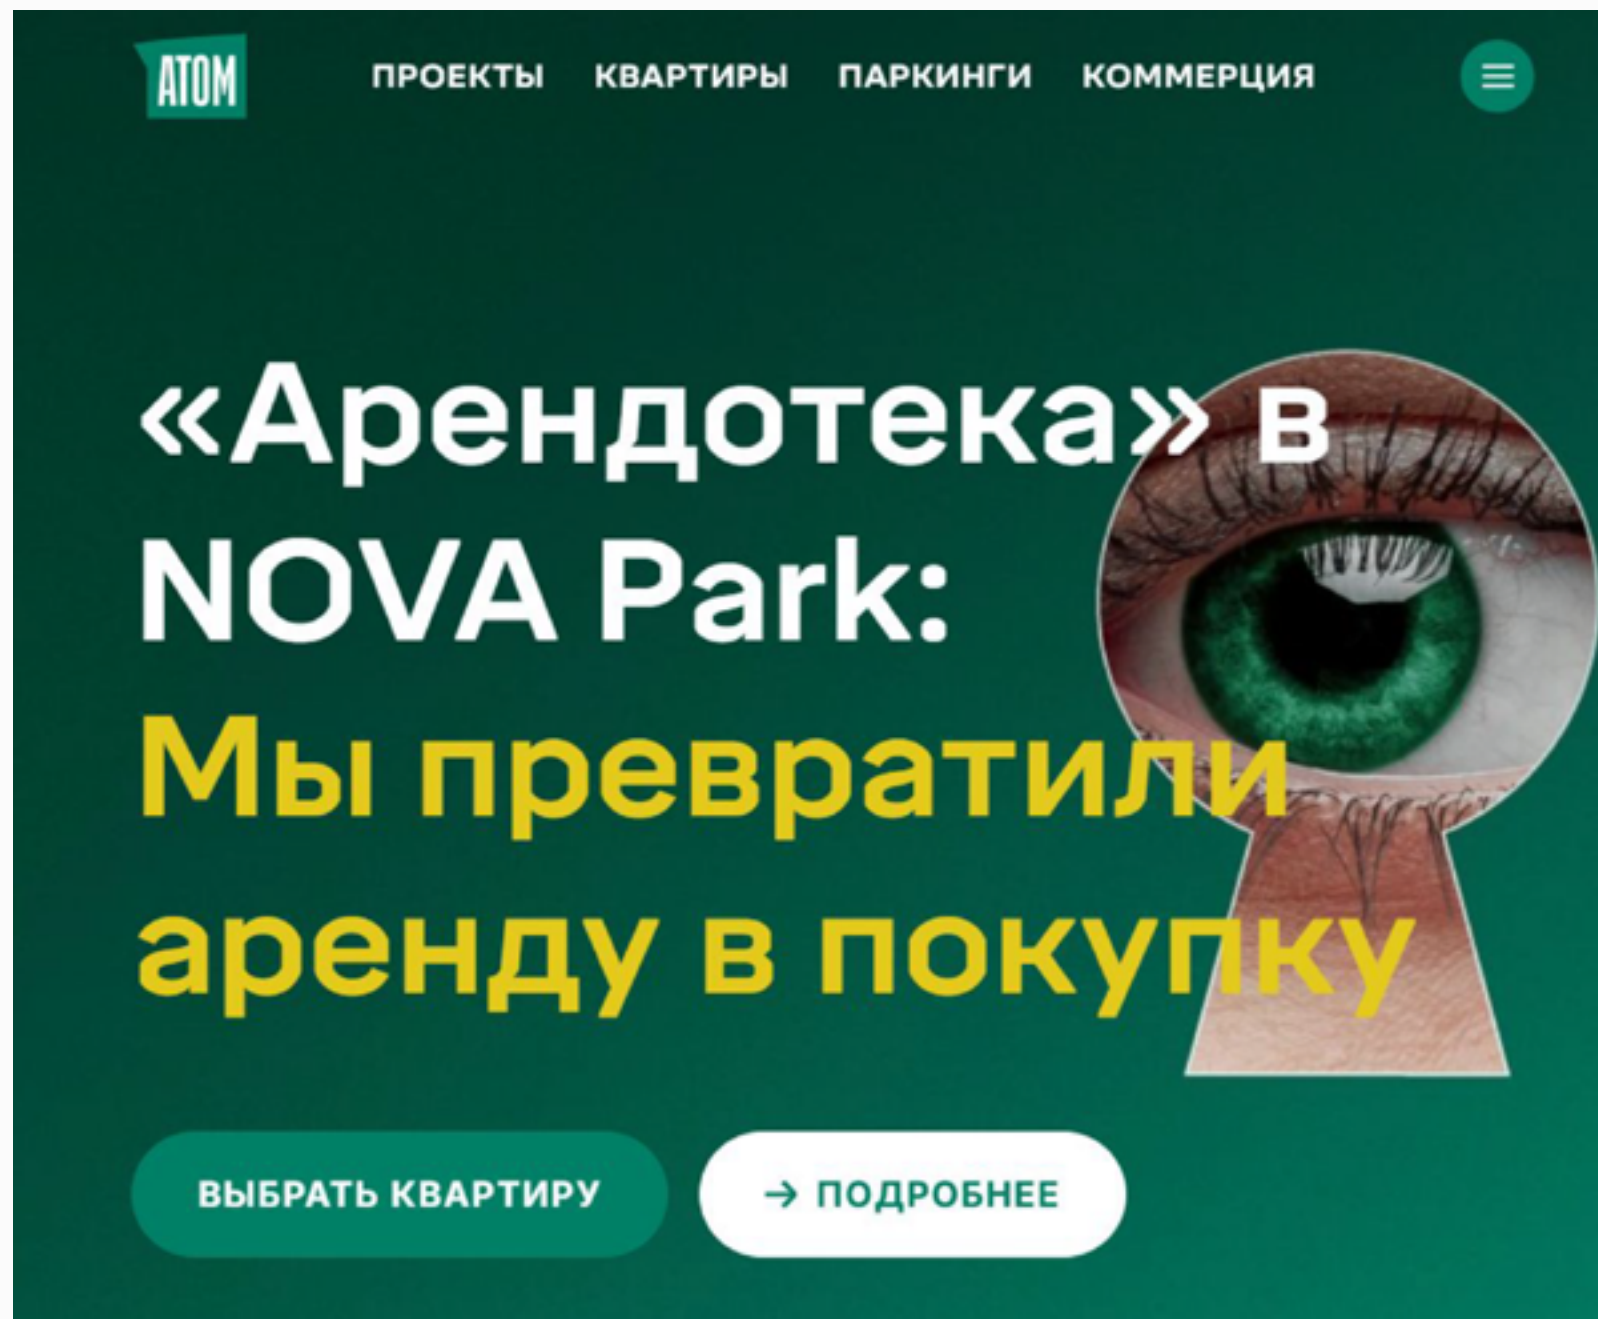 АТОМ
ПРОЕКТЫ КВАРТИРЫ ПАРКИНГИ КОММЕРЦИЯ
«Арендотека» в
NOVA Park:
Мы превратили
аренду в покупку
ВЫБРАТЬ КВАРТИРУ → ПОДРОБНЕЕ